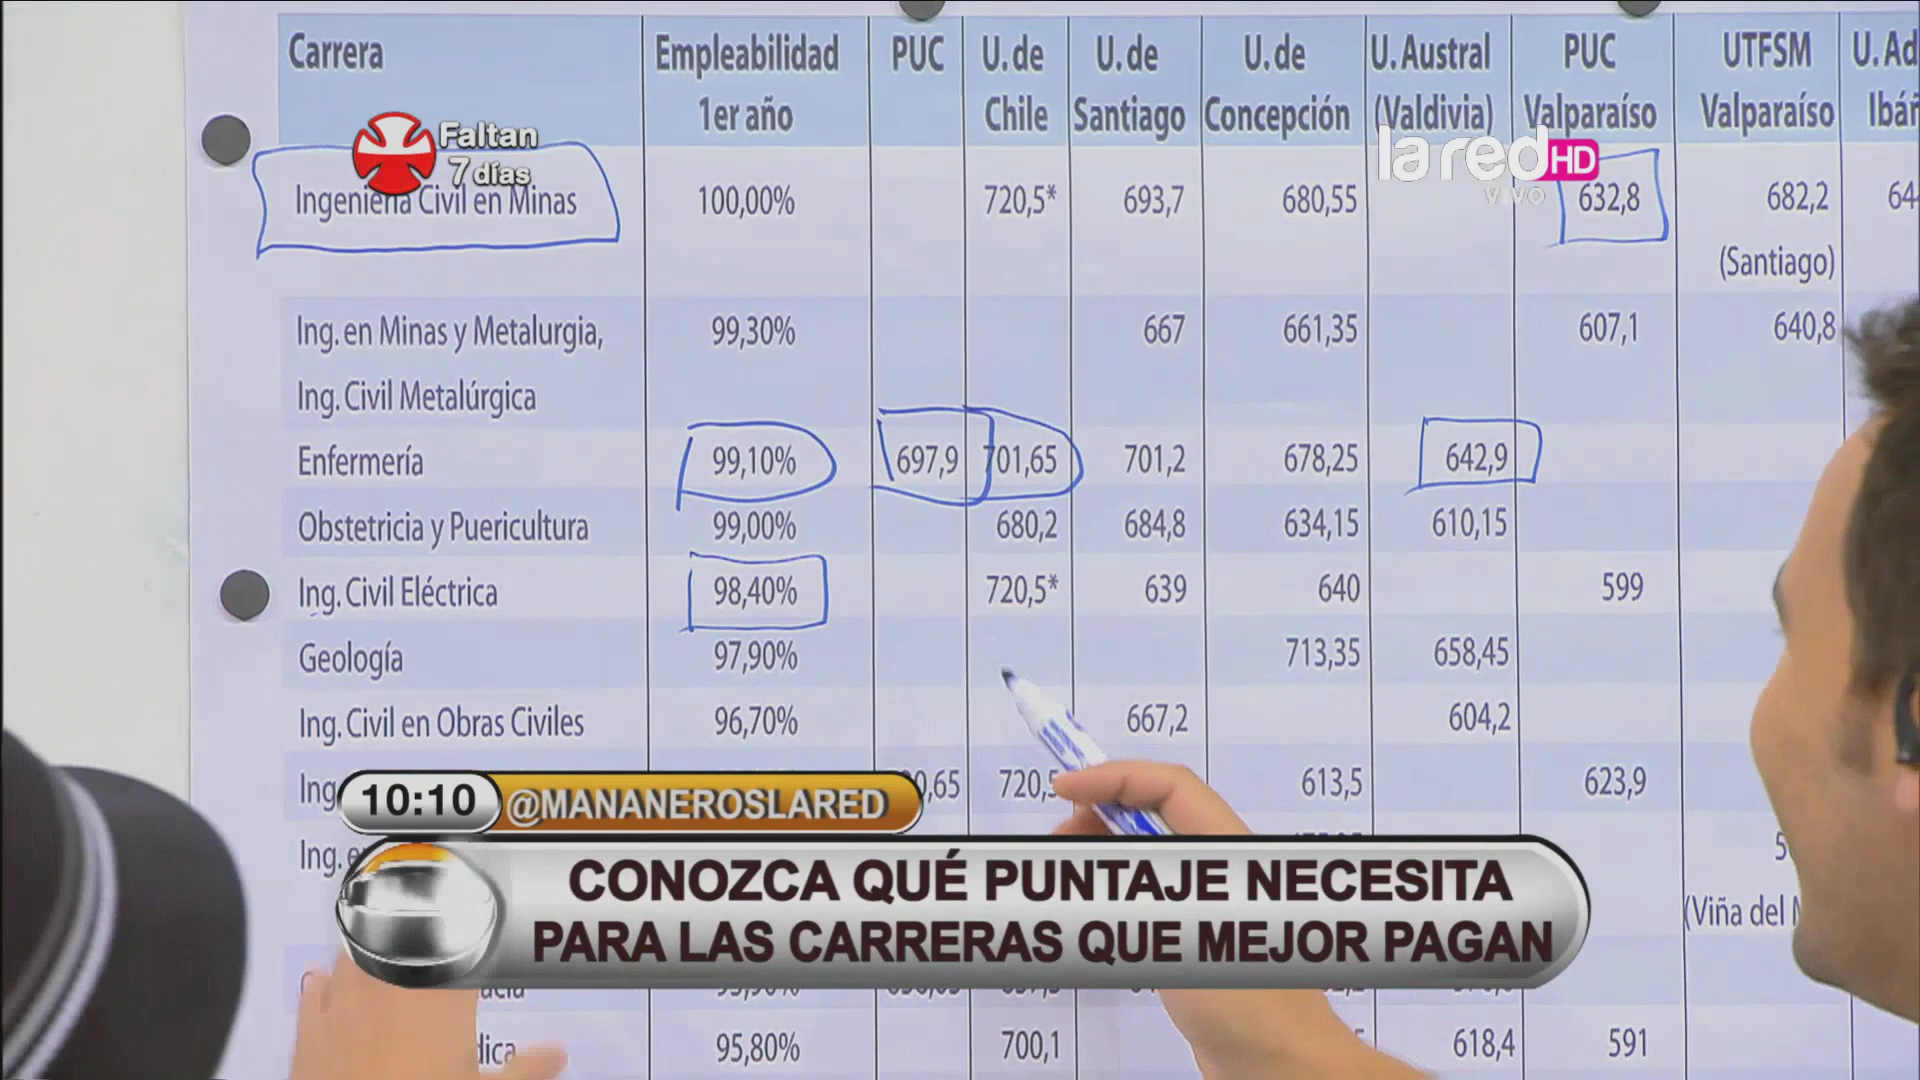 Carrera Empleabilidad 1er año PUC U. de Chile U. de Santiago U. de Concepción U. Austral (Valdivia) PUC Valparaíso UTFSM Valparaíso U. Ad
Faltan
7 días
la red HD
VIVO
Ingeniería Civil en Minas 100,00% 720,5* 693,7 680,55 632,8 682,2
(Santiago)
Ing. en Minas y Metalurgia, 99,30% 667 661,35 607,1 640,8
Ing. Civil Metalúrgica
Enfermería 99,10% 697,9 701,65 701,2 678,25 642,9
Obstetricia y Puericultura 99,00% 680,2 684,8 634,15 610,15
Ing. Civil Eléctrica 98,40% 720,5* 639 640 599
Geología 97,90% 713,35 658,45
Ing. Civil en Obras Civiles 96,70% 667,2 604,2
Ing. 720,5 613,5 623,9
10:10 @MANANEROSLARED
Ing.
CONOZCA QUÉ PUNTAJE NECESITA
PARA LAS CARRERAS QUE MEJOR PAGAN
(Viña del
95,80% 700,1 618,4 591